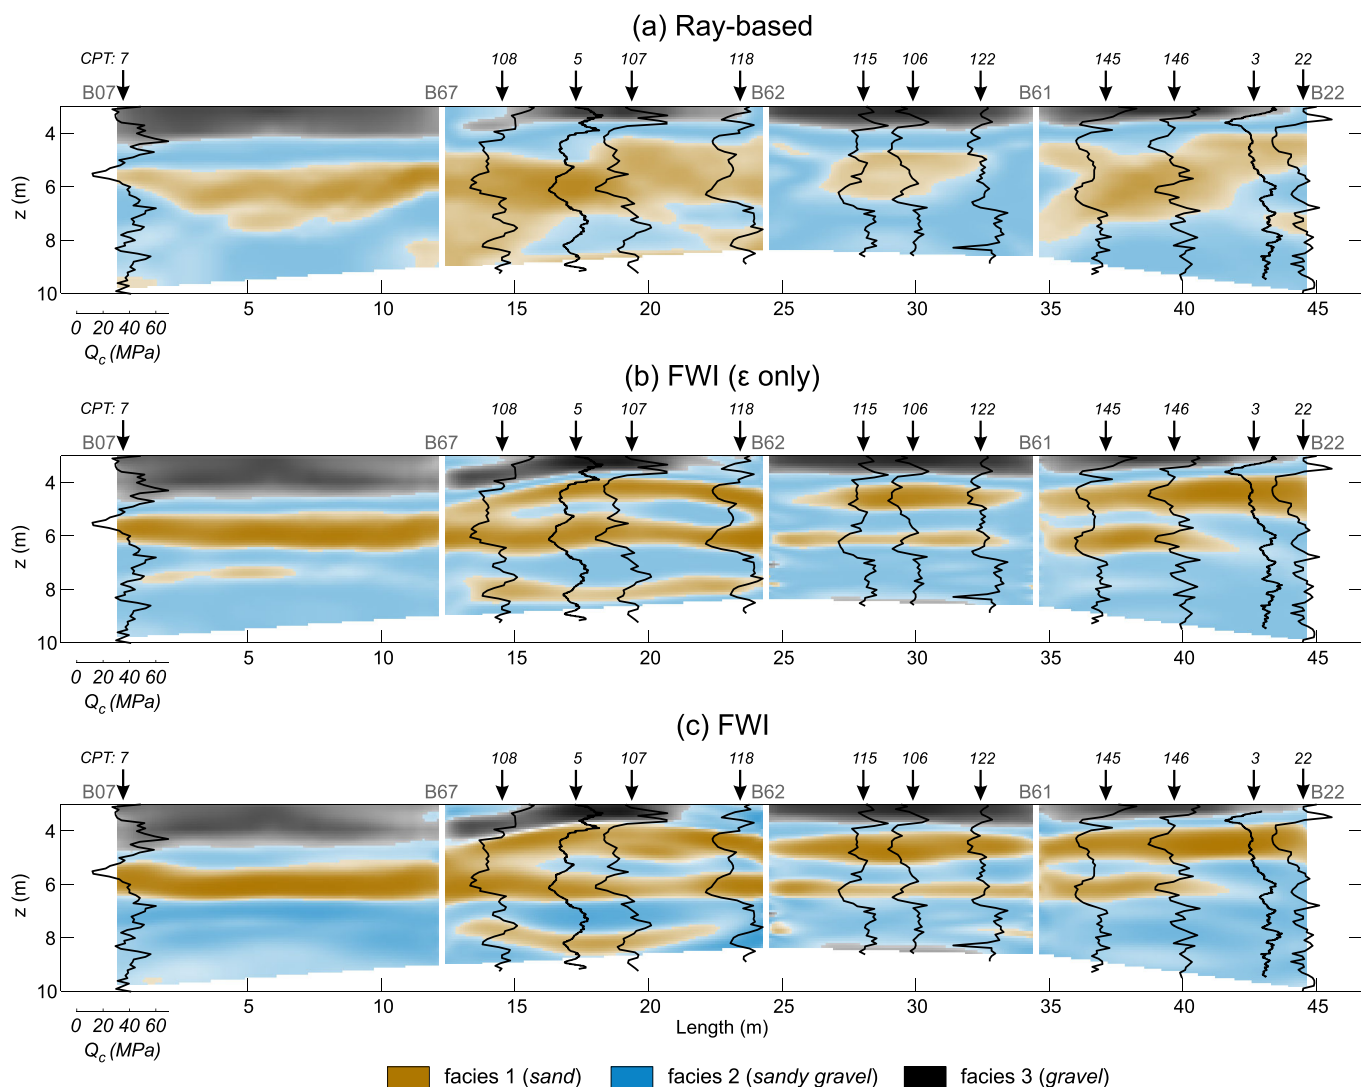 (a) Ray-based
CPT: 7 108 5 107 118 115 106 122 145 146 3 22
B07 B67 B62 B61 B22
4
6
8
10
z (m)
5 10 15 20 25 30 35 40 45
0 20 40 60
Qc (MPa)
(b) FWI (ε only)
CPT: 7 108 5 107 118 115 106 122 145 146 3 22
B07 B67 B62 B61 B22
4
6
8
10
z (m)
5 10 15 20 25 30 35 40 45
0 20 40 60
Qc (MPa)
(c) FWI
CPT: 7 108 5 107 118 115 106 122 145 146 3 22
B07 B67 B62 B61 B22
4
6
8
10
z (m)
5 10 15 20 25 30 35 40 45
0 20 40 60
Length (m)
Qc (MPa)
facies 1 (sand) facies 2 (sandy gravel) facies 3 (gravel)